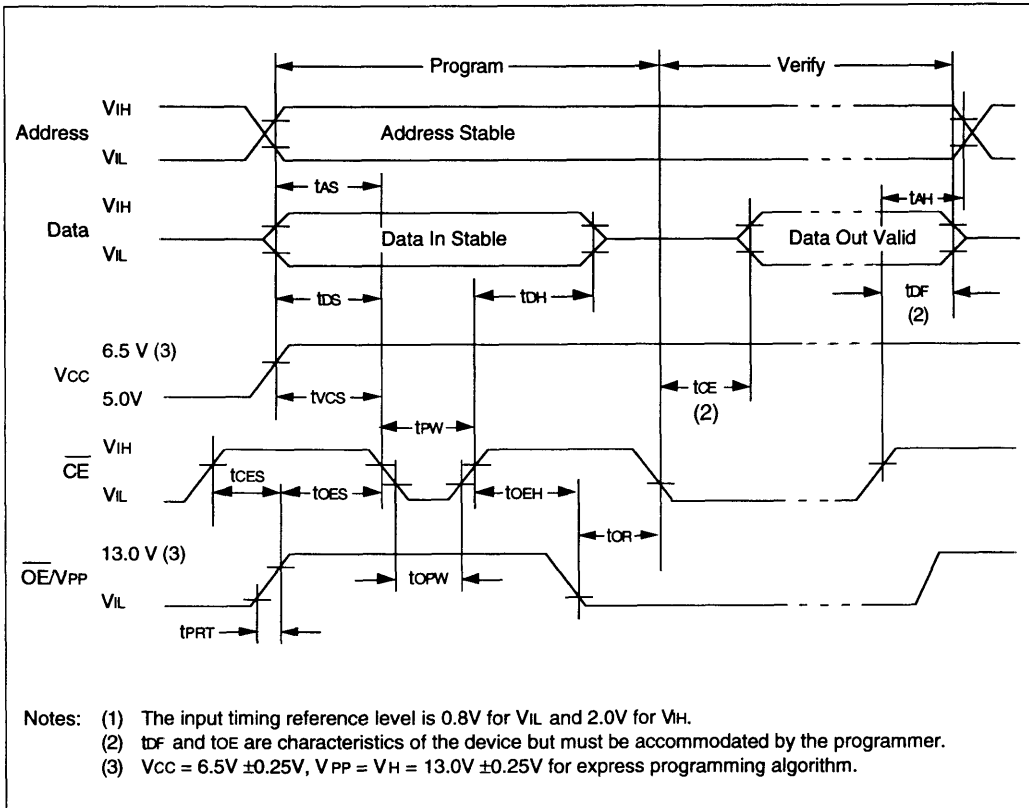 Program
Verify
Address
VIH
VIL
Address Stable
tAS
tAH
Data
VIH
VIL
Data In Stable
Data Out Valid
tDS
tDH
tDF
(2)
VCC
6.5 V (3)
5.0V
tVCS
tCE
(2)
tPW
CE
VIH
VIL
tCES
tOES
tOEH
tOR
OE/VPP
13.0 V (3)
VIL
tOPW
tPRT
Notes: (1) The input timing reference level is 0.8V for VIL and 2.0V for VIH.
(2) tDF and tOE are characteristics of the device but must be accommodated by the programmer.
(3) VCC = 6.5V ±0.25V, VPP = VH = 13.0V ±0.25V for express programming algorithm.